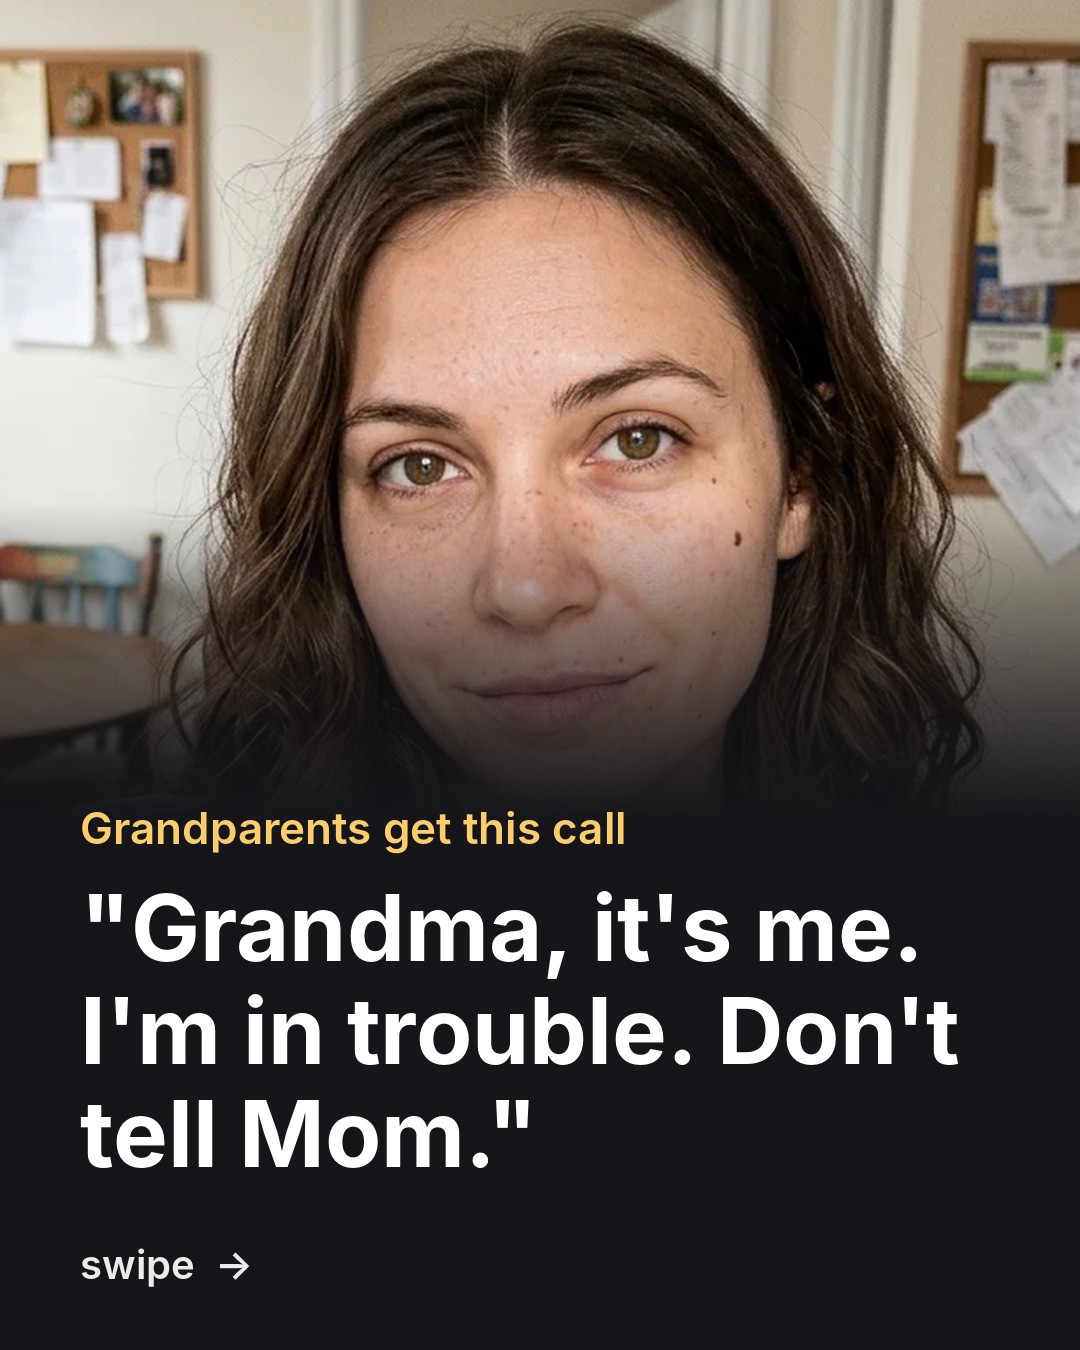 Grandparents get this call
"Grandma, it's me.
I'm in trouble. Don't
tell Mom."
swipe →